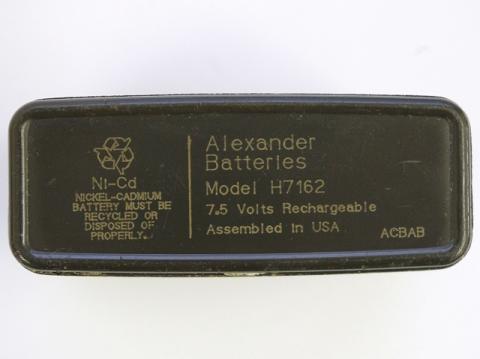 Ni-Cd
NICKEL-CADMIUM
BATTERY MUST BE
RECYCLED OR
DISPOSED OF
PROPERLY.
Alexander
Batteries
Model H7162
7.5 Volts Rechargeable
Assembled in USA
ACBAB